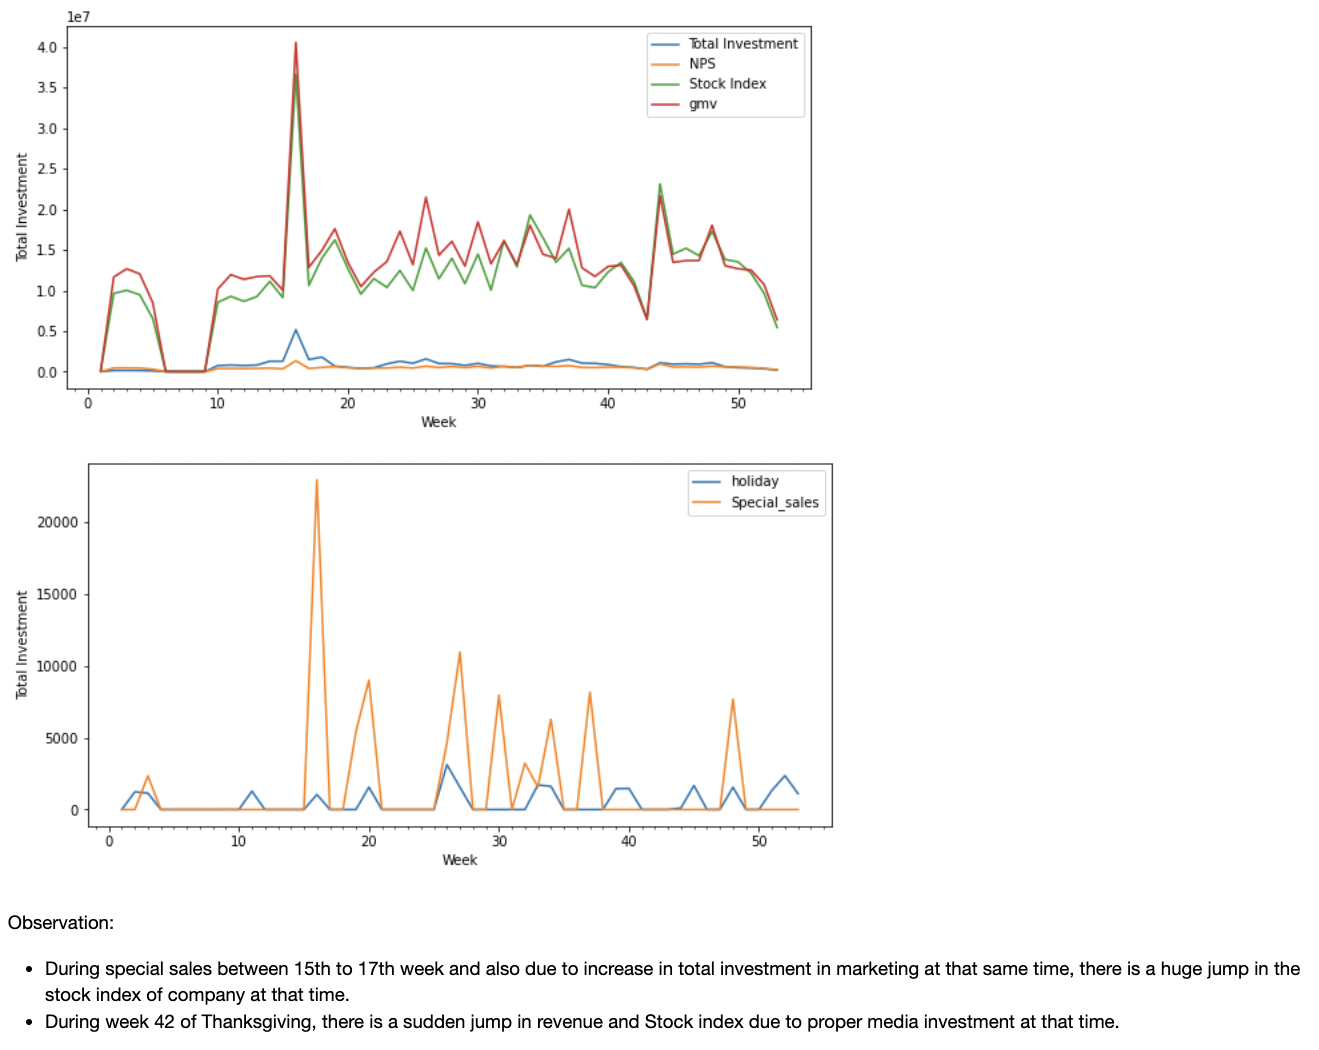 1e7
4.0
3.5
3.0
2.5
2.0
1.5
1.0
0.5
0.0
Total Investment
Total Investment
NPS
Stock Index
gmv
0 10 20 30 40 50
Week
20000
15000
10000
5000
0
Total Investment
holiday
Special_sales
0 10 20 30 40 50
Week
Observation:
• During special sales between 15th to 17th week and also due to increase in total investment in marketing at that same time, there is a huge jump in the
stock index of company at that time.
• During week 42 of Thanksgiving, there is a sudden jump in revenue and Stock index due to proper media investment at that time.